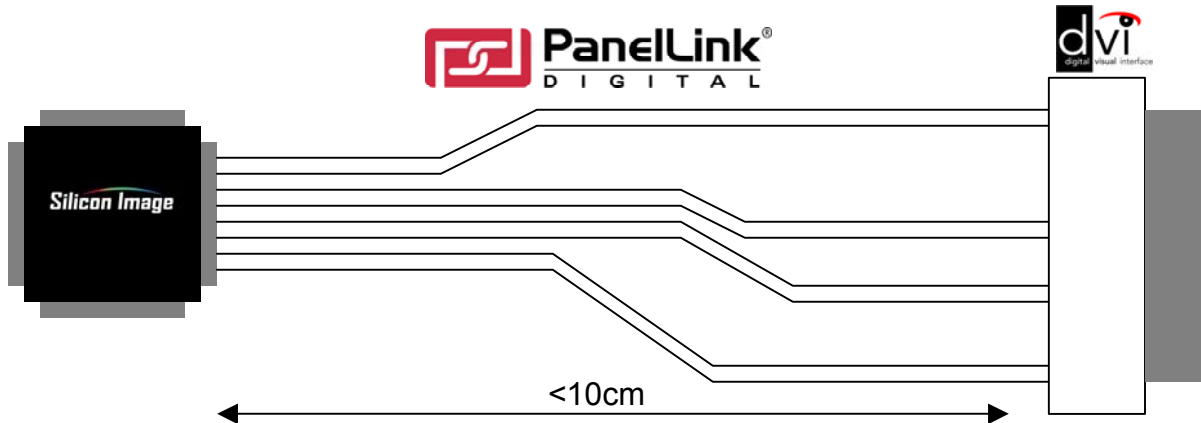 PanelLink®
DIGITAL
dvi
digital visual interface
Silicon Image
<10cm